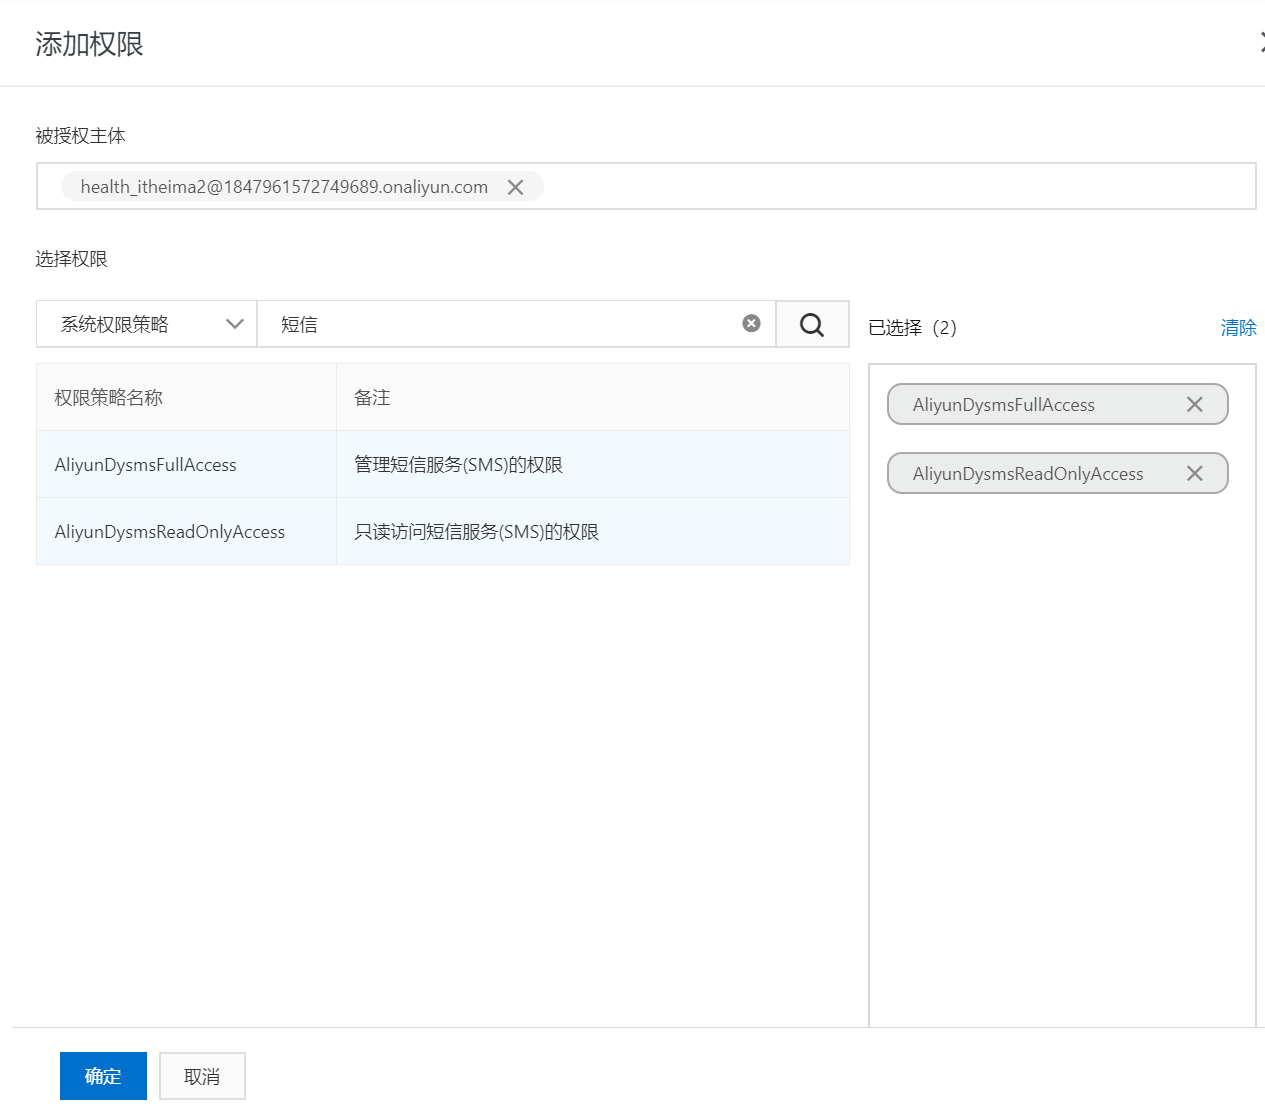 添加权限
被授权主体
health_itheima2@1847961572749689.onaliyun.com
选择权限
系统权限策略
短信
已选择（2）
清除
权限策略名称
备注
AliyunDysmsFullAccess
管理短信服务(SMS)的权限
AliyunDysmsReadOnlyAccess
只读访问短信服务(SMS)的权限
AliyunDysmsFullAccess
AliyunDysmsReadOnlyAccess
确定
取消